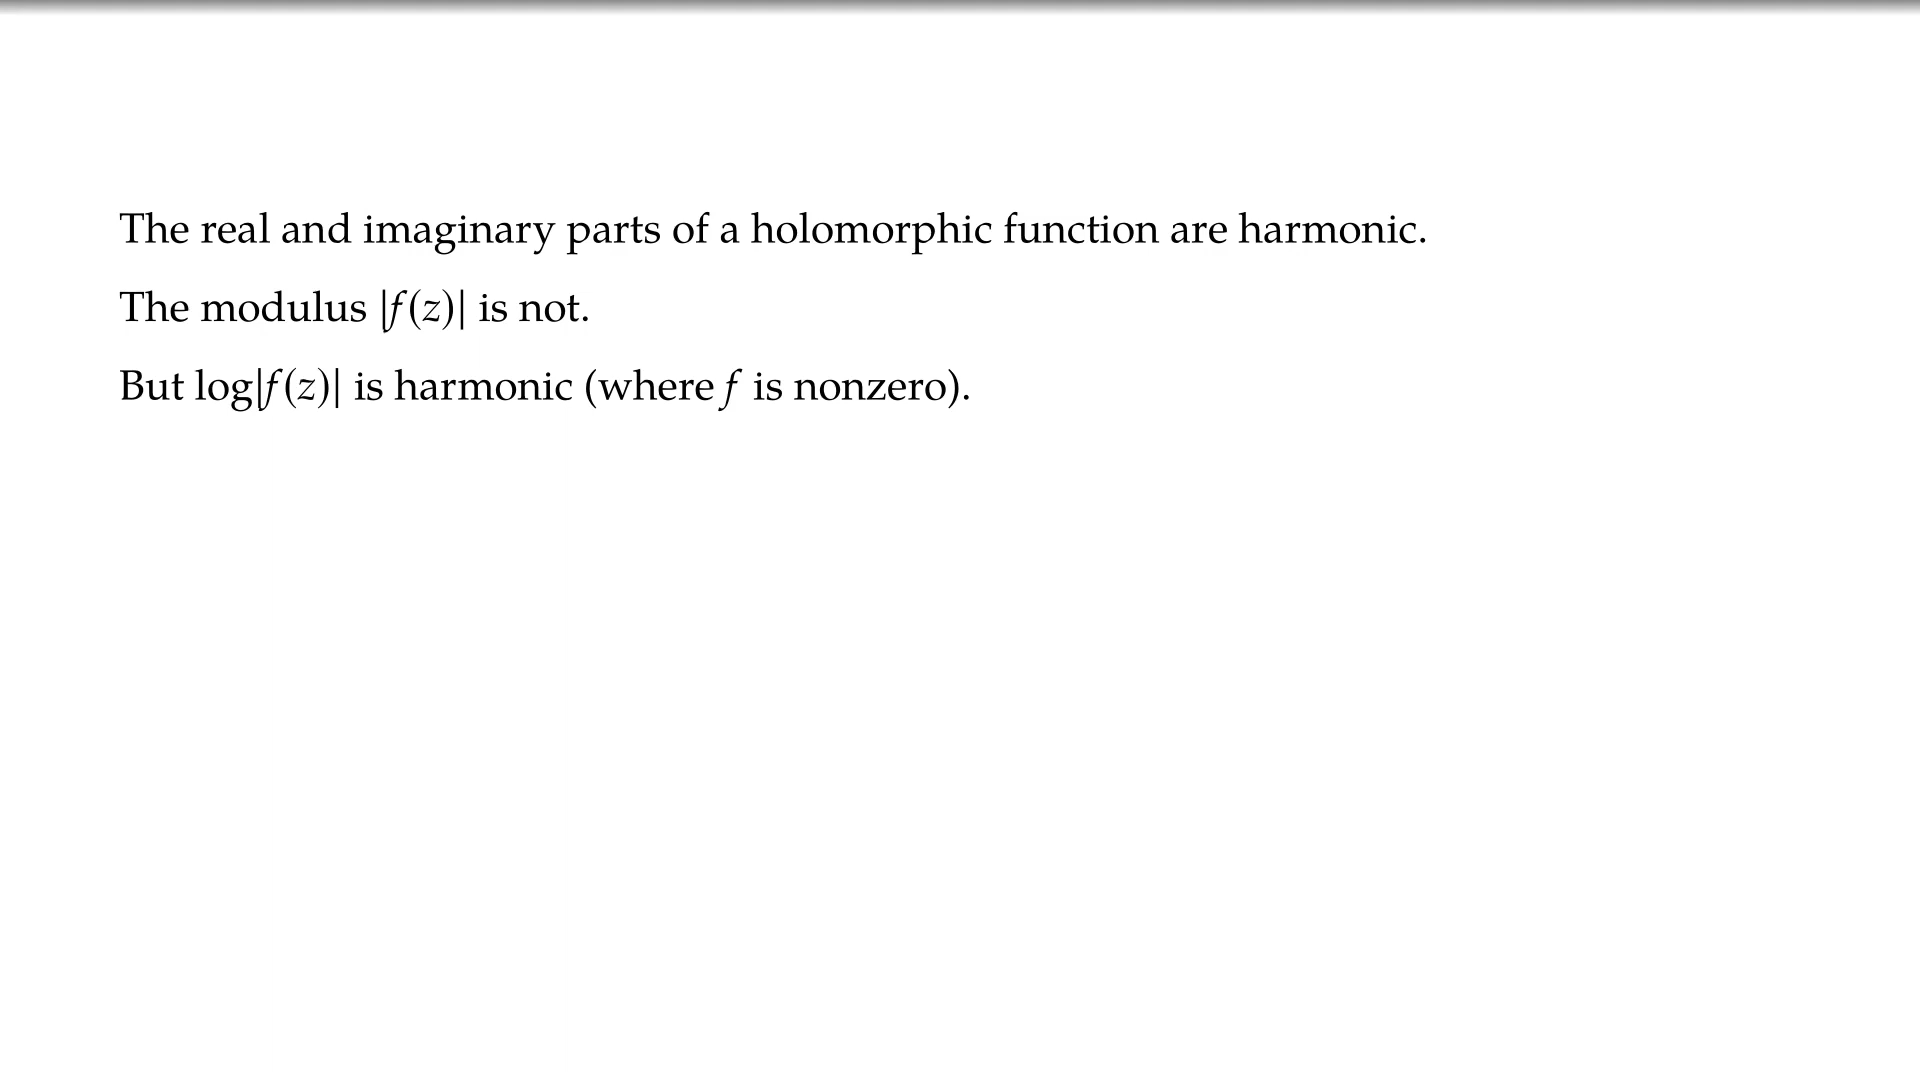 The real and imaginary parts of a holomorphic function are harmonic.
The modulus |f(z)| is not.
But log|f(z)| is harmonic (where f is nonzero).